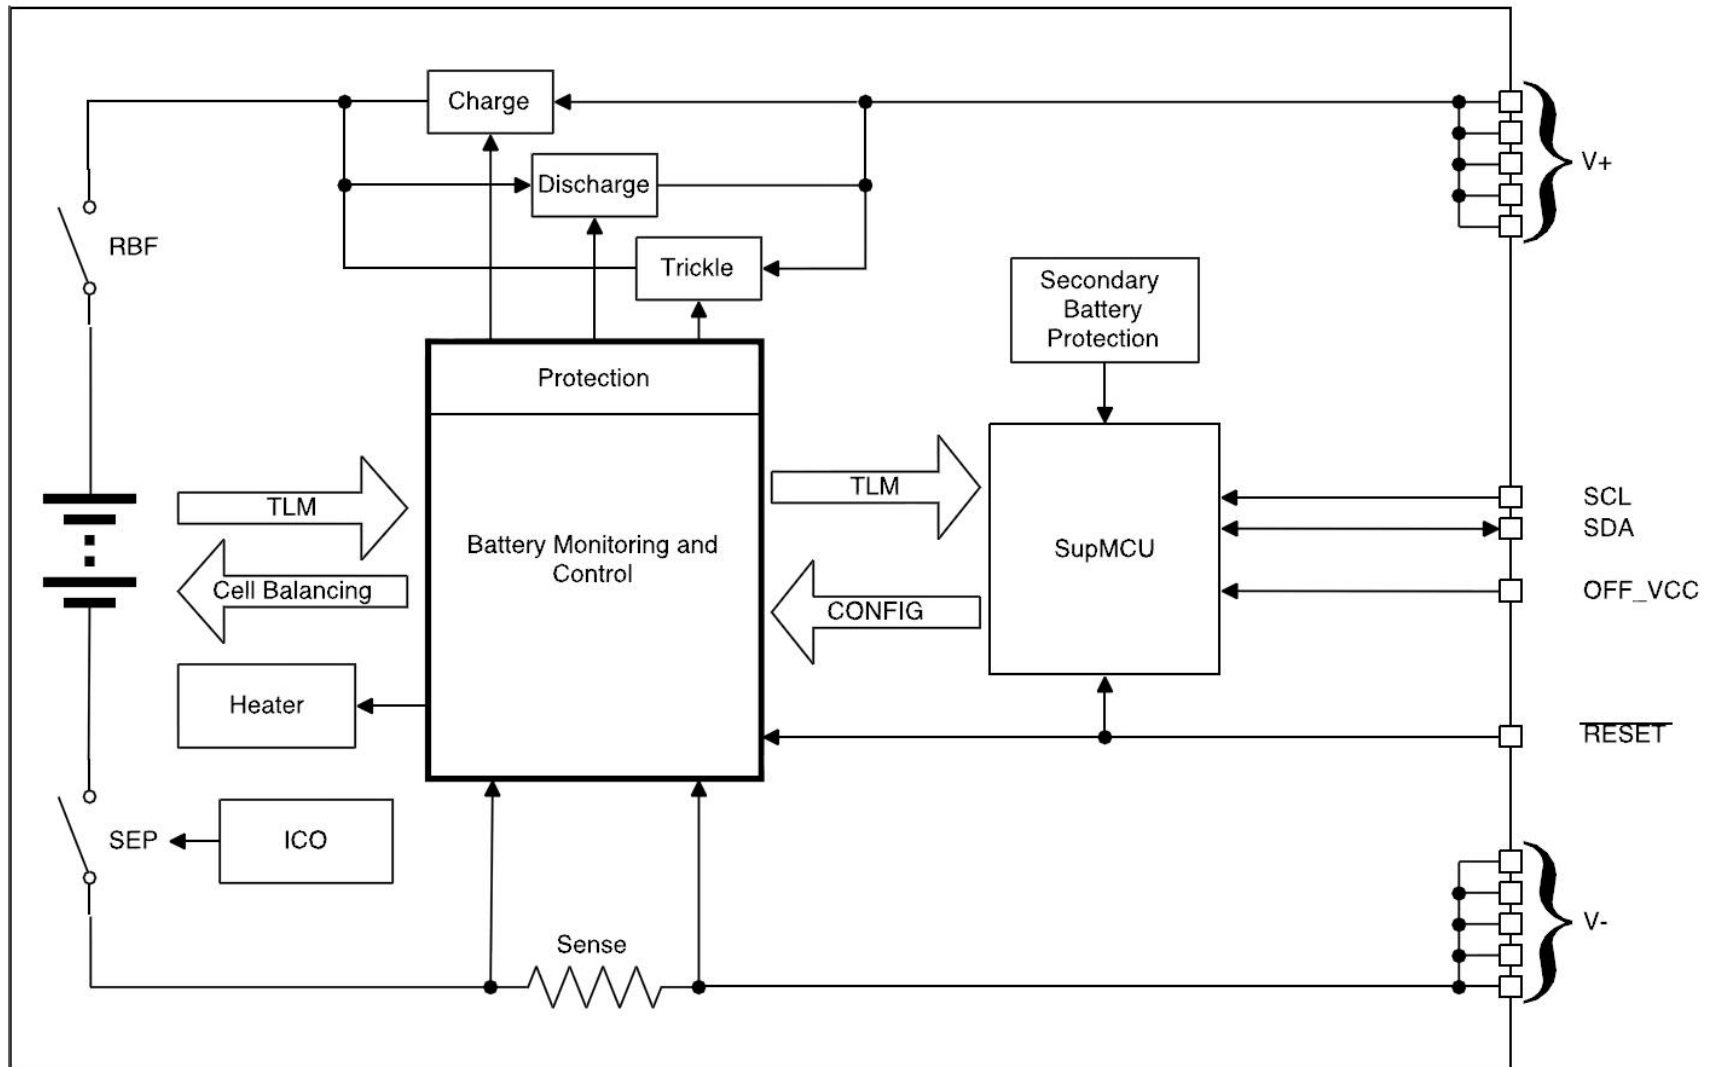 Charge
V+
Discharge
RBF
Trickle
Secondary
Battery
Protection
Protection
TLM
TLM
SCL
SDA
Battery Monitoring and
Control
SupMCU
Cell Balancing
CONFIG
OFF_VCC
Heater
RESET
SEP
ICO
V-
Sense